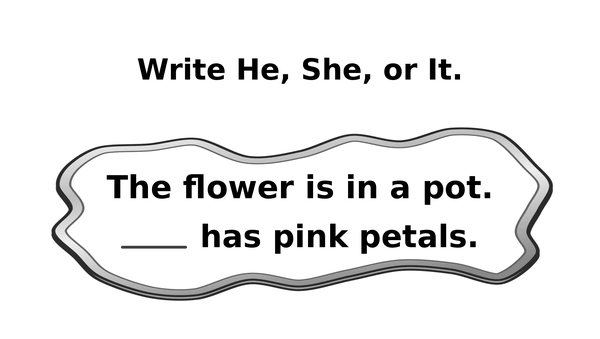 Write He, She, or It.
The flower is in a pot.
____ has pink petals.